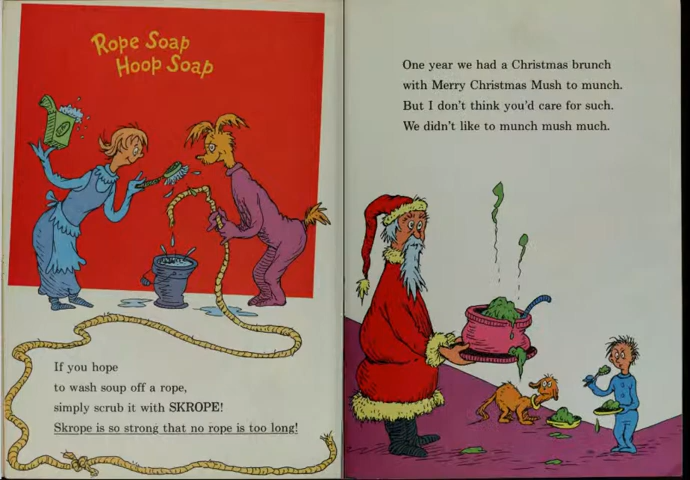 Rope Soap
Hoop Soap
If you hope
to wash soup off a rope,
simply scrub it with SKROPE!
Skrope is so strong that no rope is too long!
One year we had a Christmas brunch
with Merry Christmas Mush to munch.
But I don't think you'd care for such.
We didn't like to munch mush much.